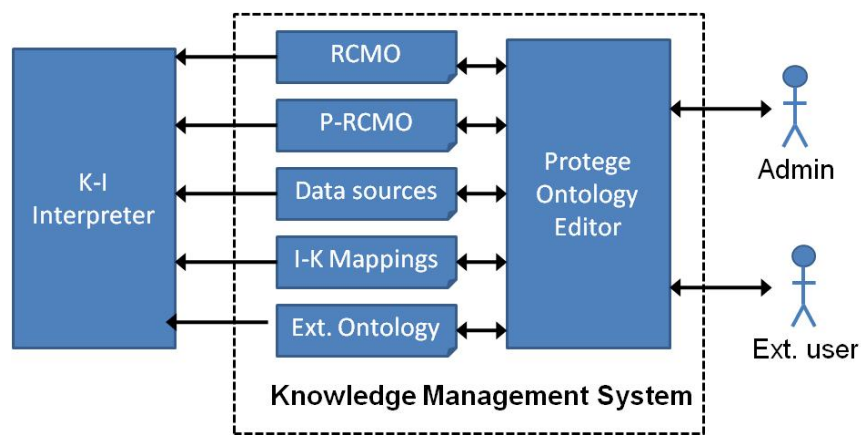 RCMO
P-RCMO
Data sources
I-K Mappings
Ext. Ontology
K-I
Interpreter
Protege
Ontology
Editor
Admin
Ext. user
Knowledge Management System